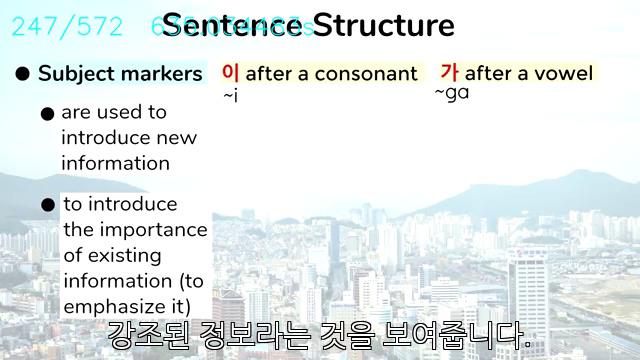 247/572
Sentence Structure
Subject markers 이 after a consonant 가 after a vowel
~i ~ga
are used to
introduce new
information
to introduce
the importance
of existing
information (to
emphasize it)
강조된 정보라는 것을 보여줍니다.